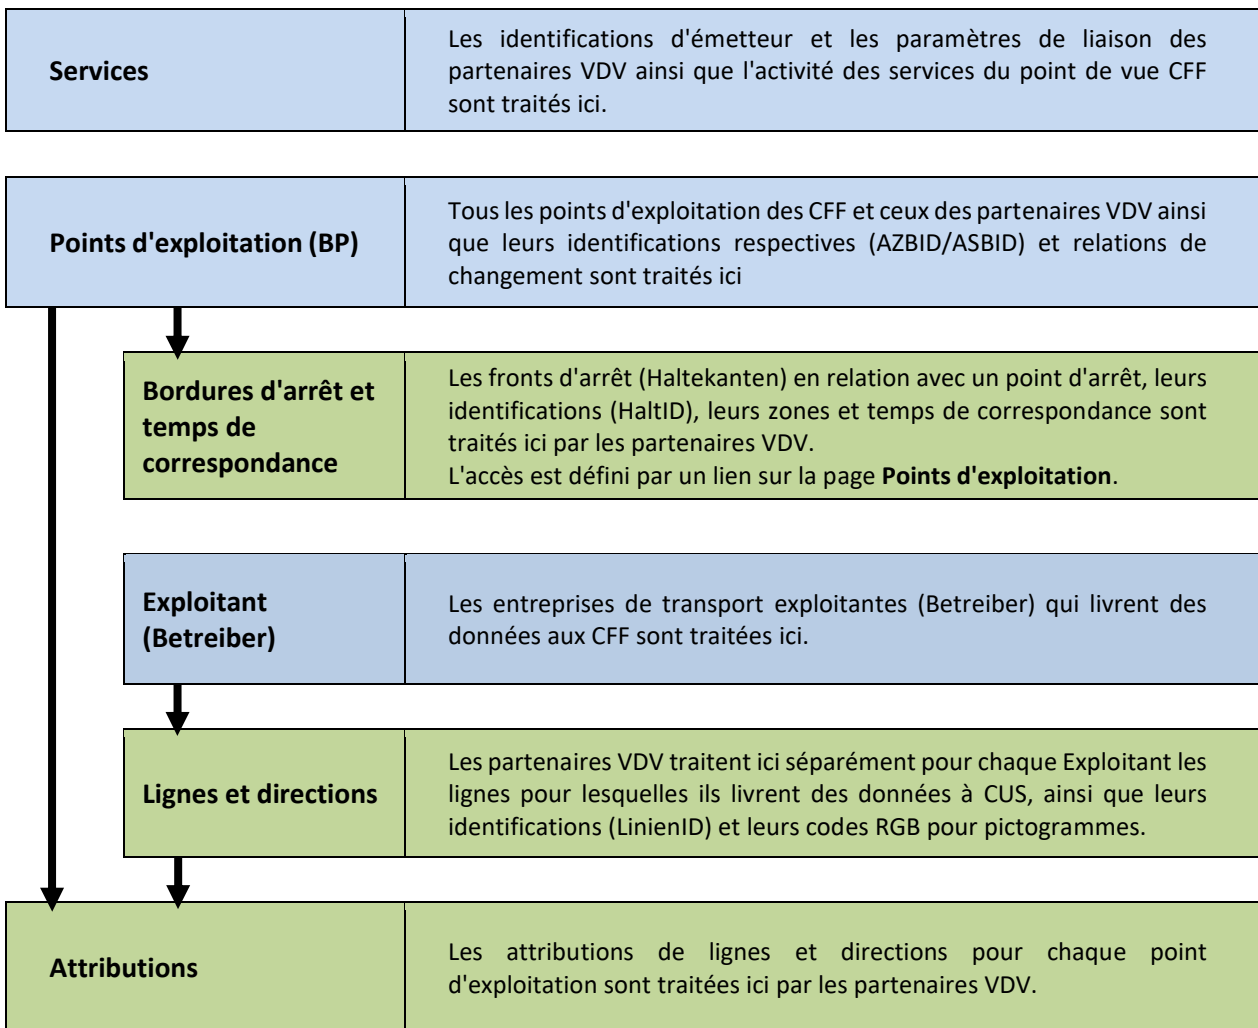 Services
Les identifications d'émetteur et les paramètres de liaison des
partenaires VDV ainsi que l'activité des services du point de vue CFF
sont traités ici.
Points d'exploitation (BP)
Tous les points d'exploitation des CFF et ceux des partenaires VDV ainsi
que leurs identifications respectives (AZBID/ASBID) et relations de
changement sont traités ici
Bordures d'arrêt et
temps de
correspondance
Les fronts d'arrêt (Haltekanten) en relation avec un point d'arrêt, leurs
identifications (HaltID), leurs zones et temps de correspondance sont
traités ici par les partenaires VDV.
L'accès est défini par un lien sur la page Points d'exploitation.
Exploitant
(Betreiber)
Les entreprises de transport exploitantes (Betreiber) qui livrent des
données aux CFF sont traitées ici.
Lignes et directions
Les partenaires VDV traitent ici séparément pour chaque Exploitant les
lignes pour lesquelles ils livrent des données à CUS, ainsi que leurs
identifications (LinienID) et leurs codes RGB pour pictogrammes.
Attributions
Les attributions de lignes et directions pour chaque point
d'exploitation sont traitées ici par les partenaires VDV.